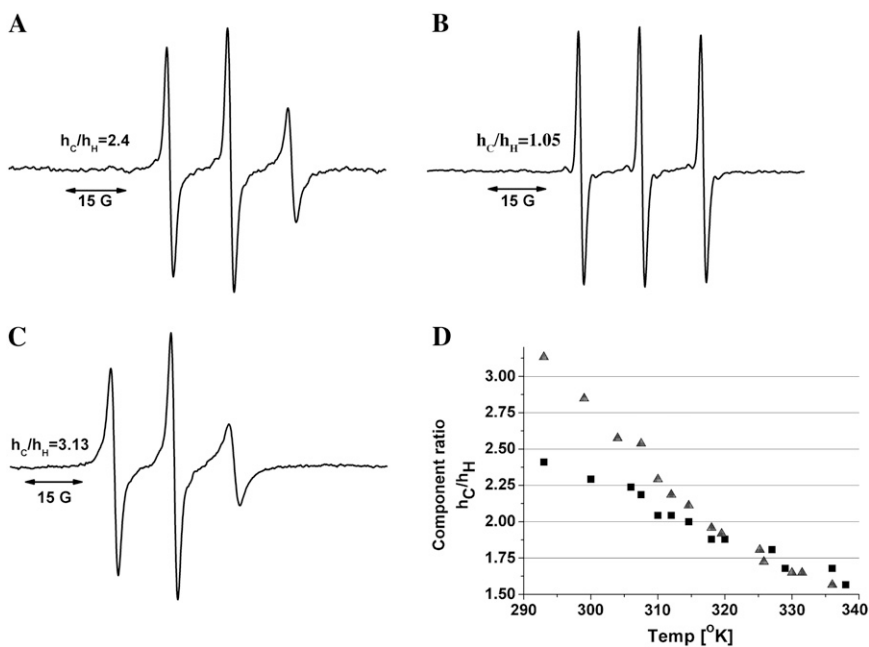 A
h_C/h_H=2.4
15 G
B
h_C/h_H=1.05
15 G
C
h_C/h_H=3.13
15 G
D
Component ratio
h_C/h_H
3.00
2.75
2.50
2.25
2.00
1.75
1.50
290 300 310 320 330 340
Temp [°K]